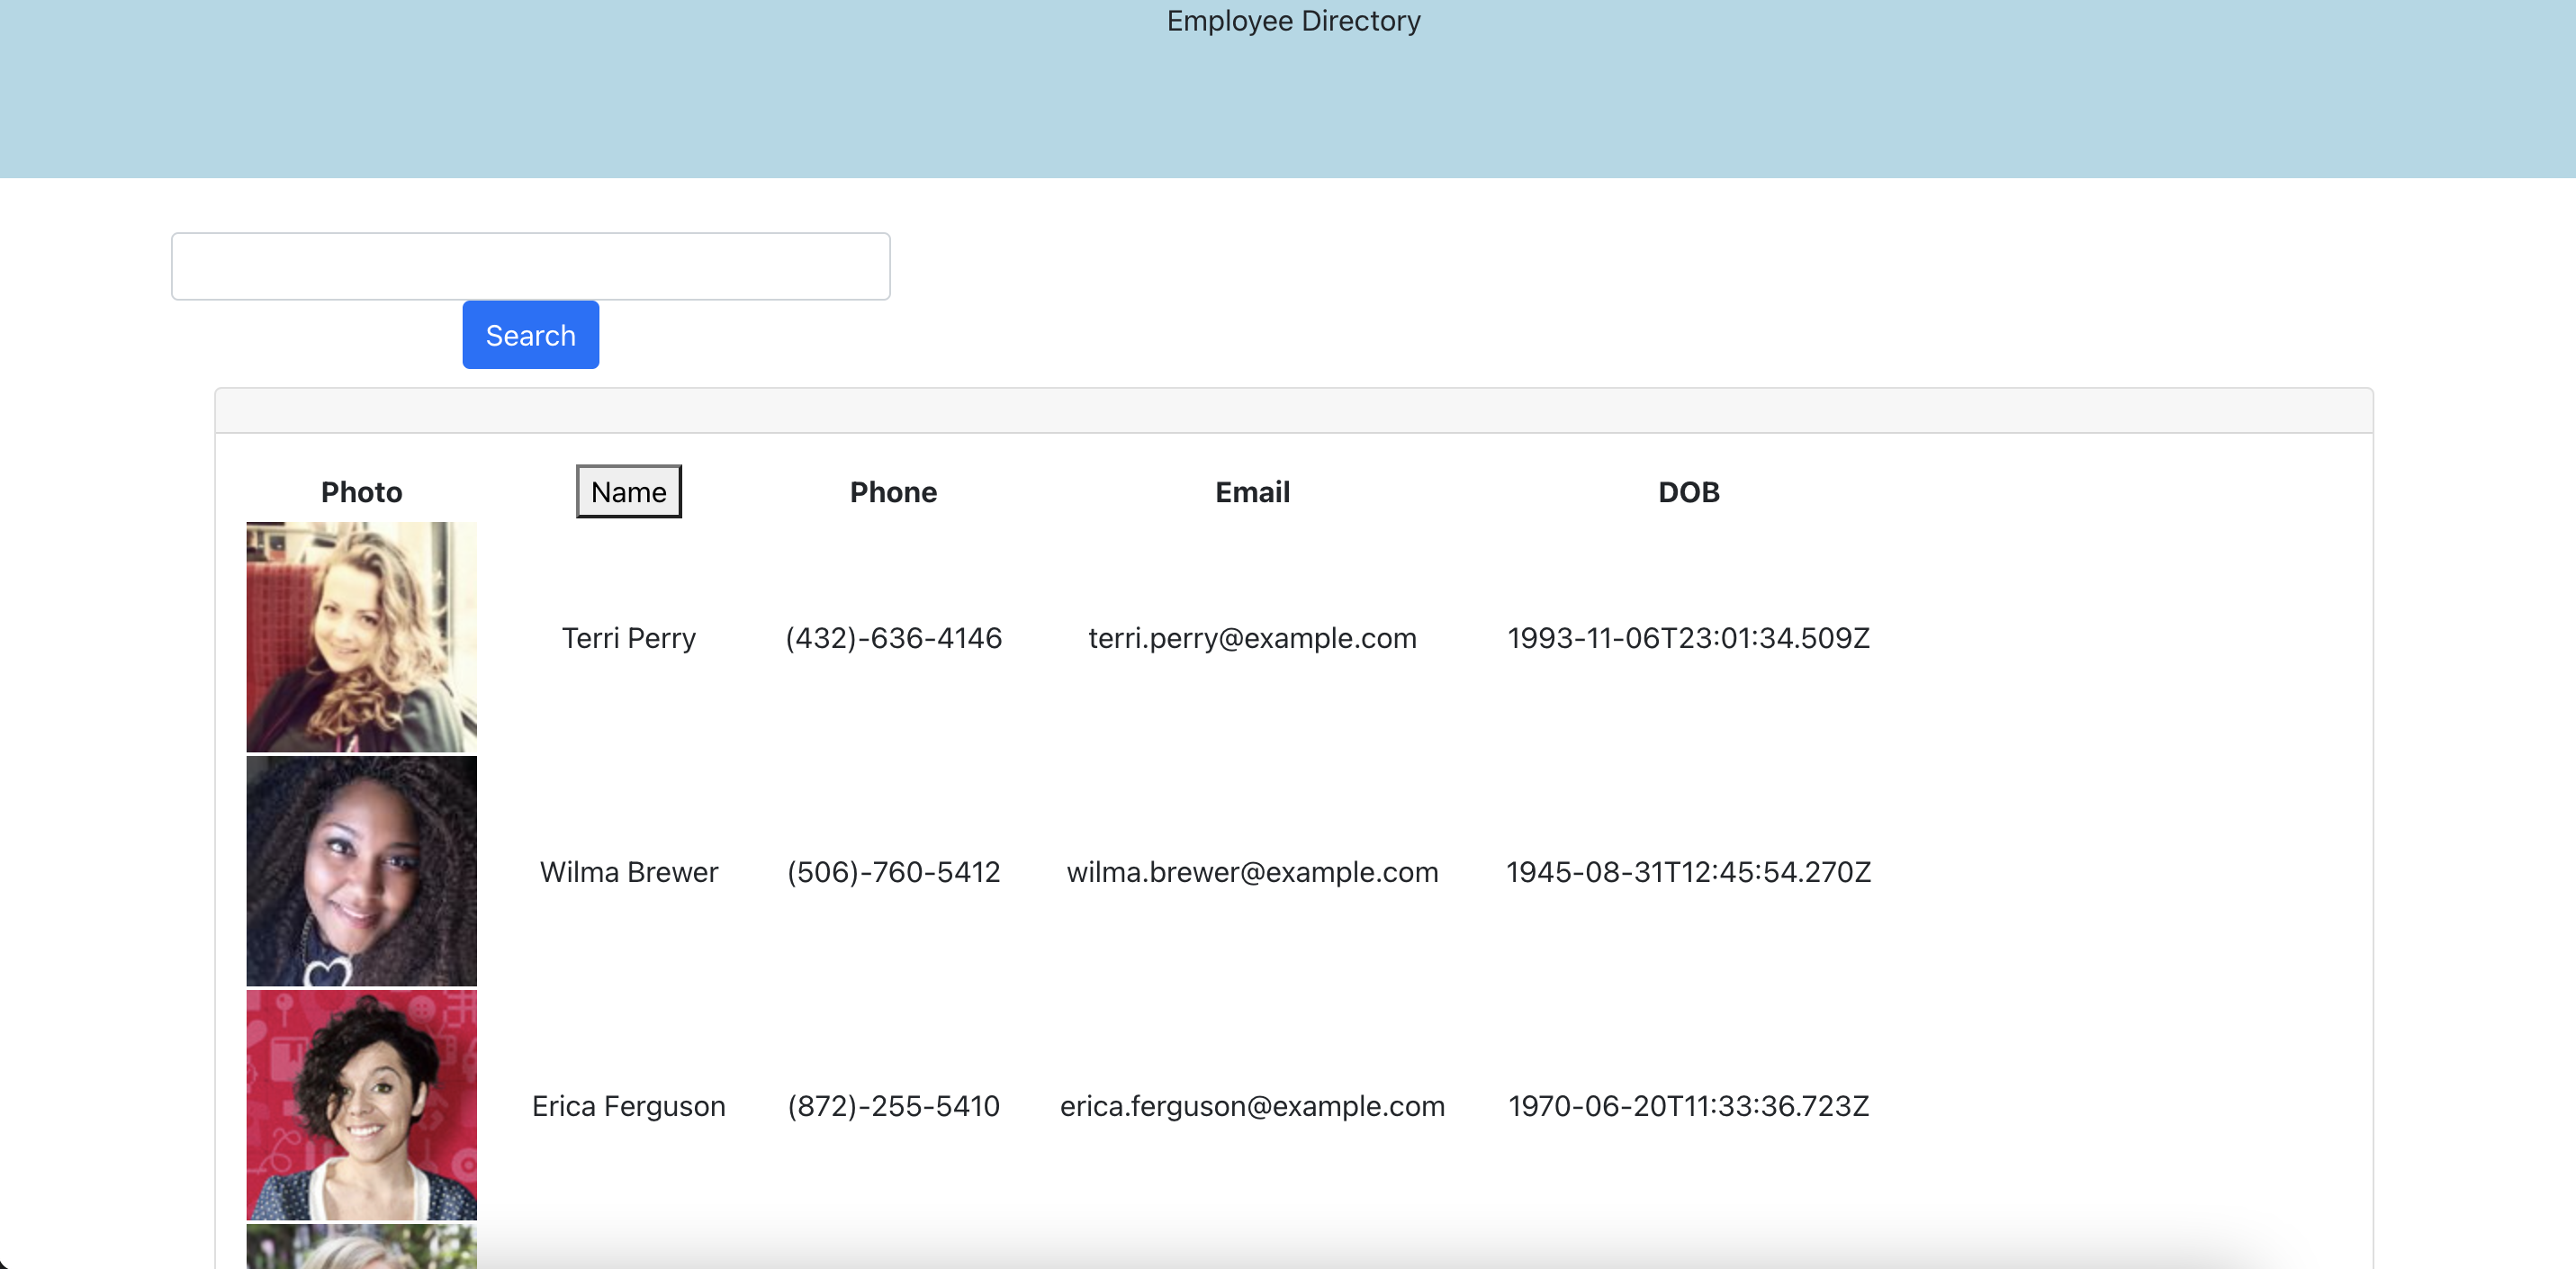 Employee Directory
Search
Photo Name Phone Email DOB
Terri Perry (432)-636-4146 terri.perry@example.com 1993-11-06T23:01:34.509Z
Wilma Brewer (506)-760-5412 wilma.brewer@example.com 1945-08-31T12:45:54.270Z
Erica Ferguson (872)-255-5410 erica.ferguson@example.com 1970-06-20T11:33:36.723Z